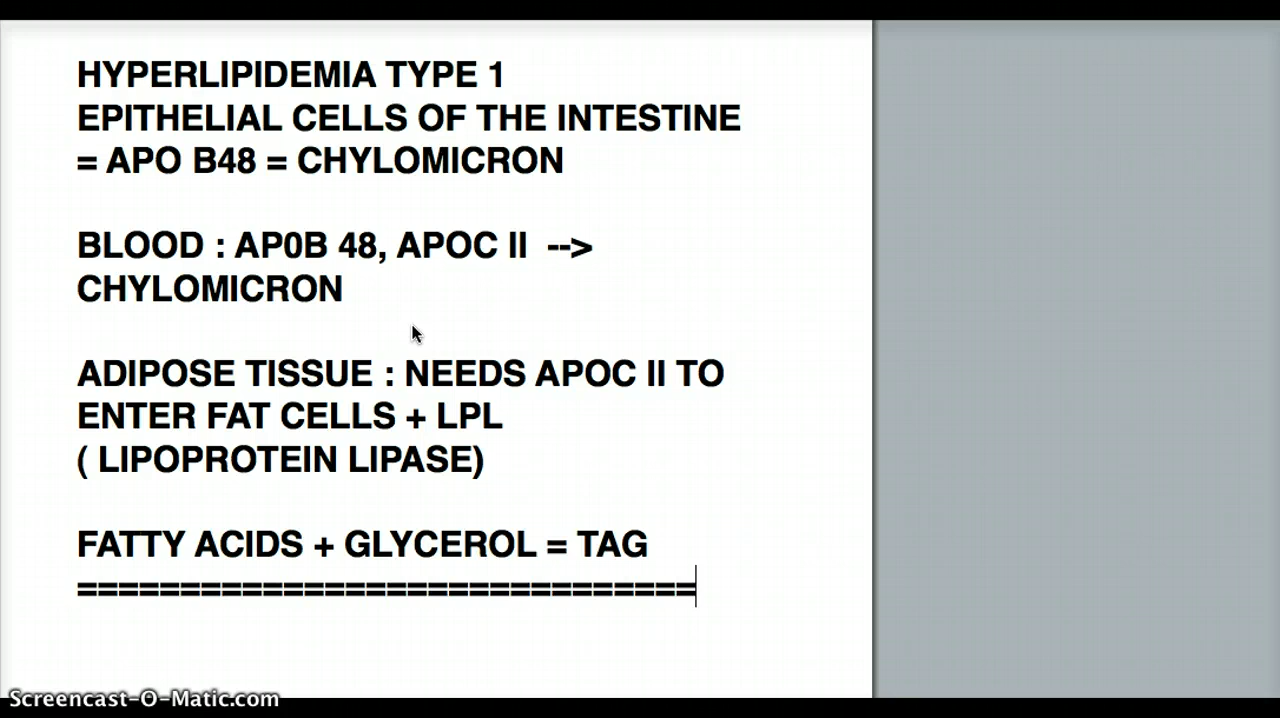 HYPERLIPIDEMIA TYPE 1
EPITHELIAL CELLS OF THE INTESTINE
= APO B48 = CHYLOMICRON
BLOOD : AP0B 48, APOC II -->
CHYLOMICRON
ADIPOSE TISSUE : NEEDS APOC II TO
ENTER FAT CELLS + LPL
( LIPOPROTEIN LIPASE)
FATTY ACIDS + GLYCEROL = TAG
==============================
Screencast-O-Matic.com